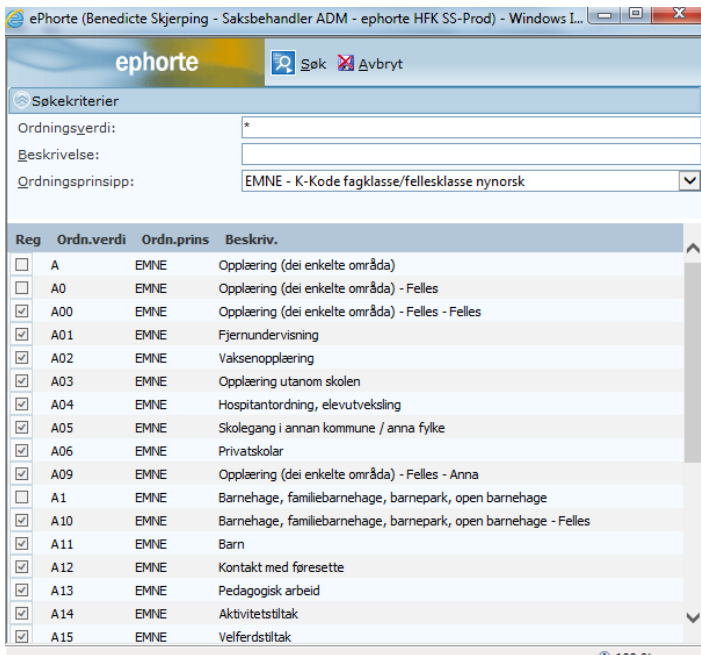 ePhorte (Benedicte Skjerping - Saksbehandler ADM - ephorte HFK SS-Prod) - Windows I...
ephorte Søk Avbryt
Søkekriterier
Ordningsverdi: *
Beskrivelse:
Ordningsprinsipp: EMNE - K-Kode fagklasse/fellesklasse nynorsk
Reg Ordn.verdi Ordn.prins Beskriv.
A EMNE Opplæring (dei enkelte områda)
A0 EMNE Opplæring (dei enkelte områda) - Felles
A00 EMNE Opplæring (dei enkelte områda) - Felles - Felles
A01 EMNE Fjernundervisning
A02 EMNE Vaksenopplæring
A03 EMNE Opplæring utanom skolen
A04 EMNE Hospitantordning, elevutveksling
A05 EMNE Skolegang i annan kommune / anna fylke
A06 EMNE Privatskolar
A09 EMNE Opplæring (dei enkelte områda) - Felles - Anna
A1 EMNE Barnehage, familiebarnehage, barnepark, open barnehage
A10 EMNE Barnehage, familiebarnehage, barnepark, open barnehage - Felles
A11 EMNE Barn
A12 EMNE Kontakt med føresette
A13 EMNE Pedagogisk arbeid
A14 EMNE Aktivitetstiltak
A15 EMNE Velferdstiltak